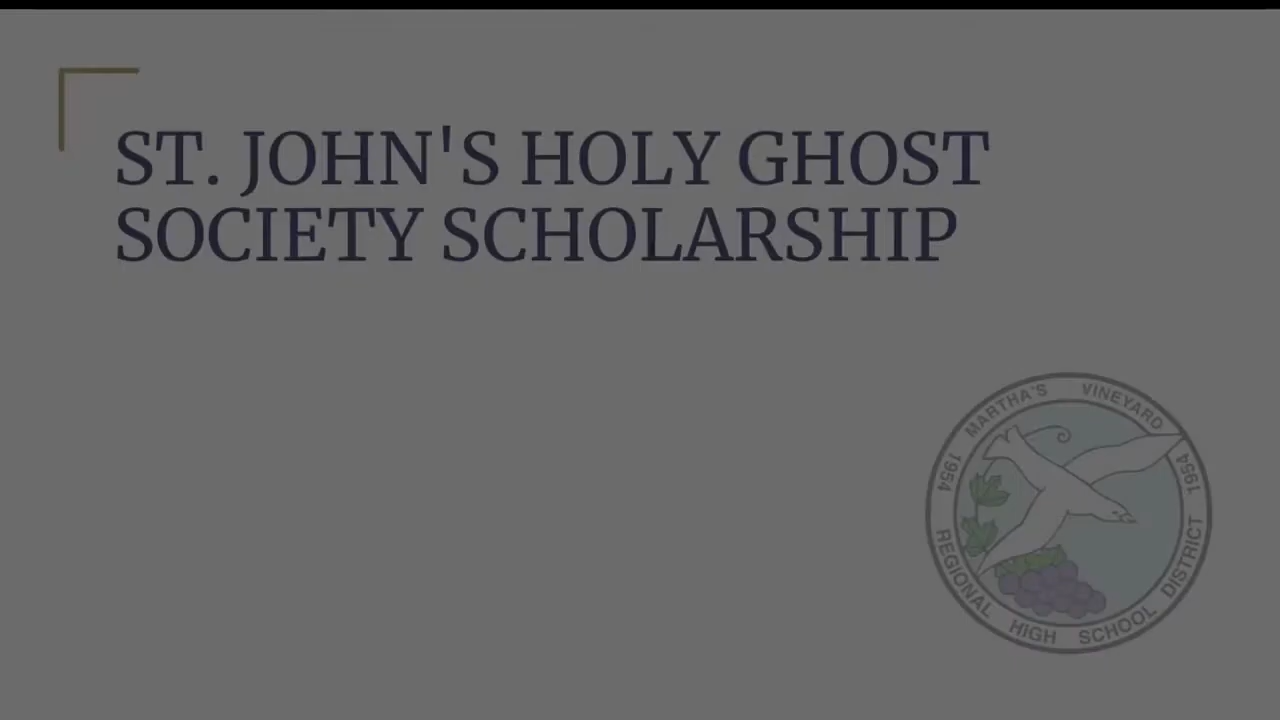 ST. JOHN'S HOLY GHOST
SOCIETY SCHOLARSHIP
MARTHA'S VINEYARD
1954
1954
REGIONAL HIGH SCHOOL DISTRICT